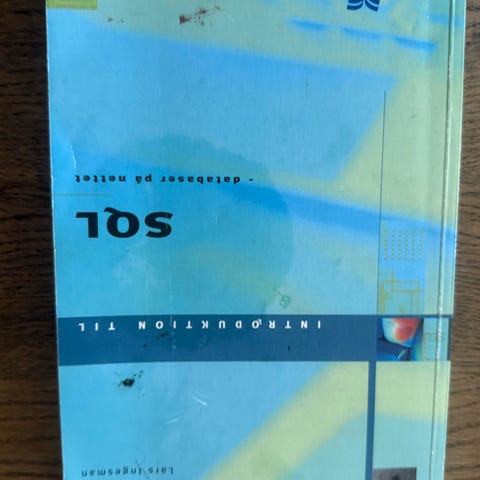 Lars Ingesman
INTRODUKTION TIL
SQL
- databaser på nettet